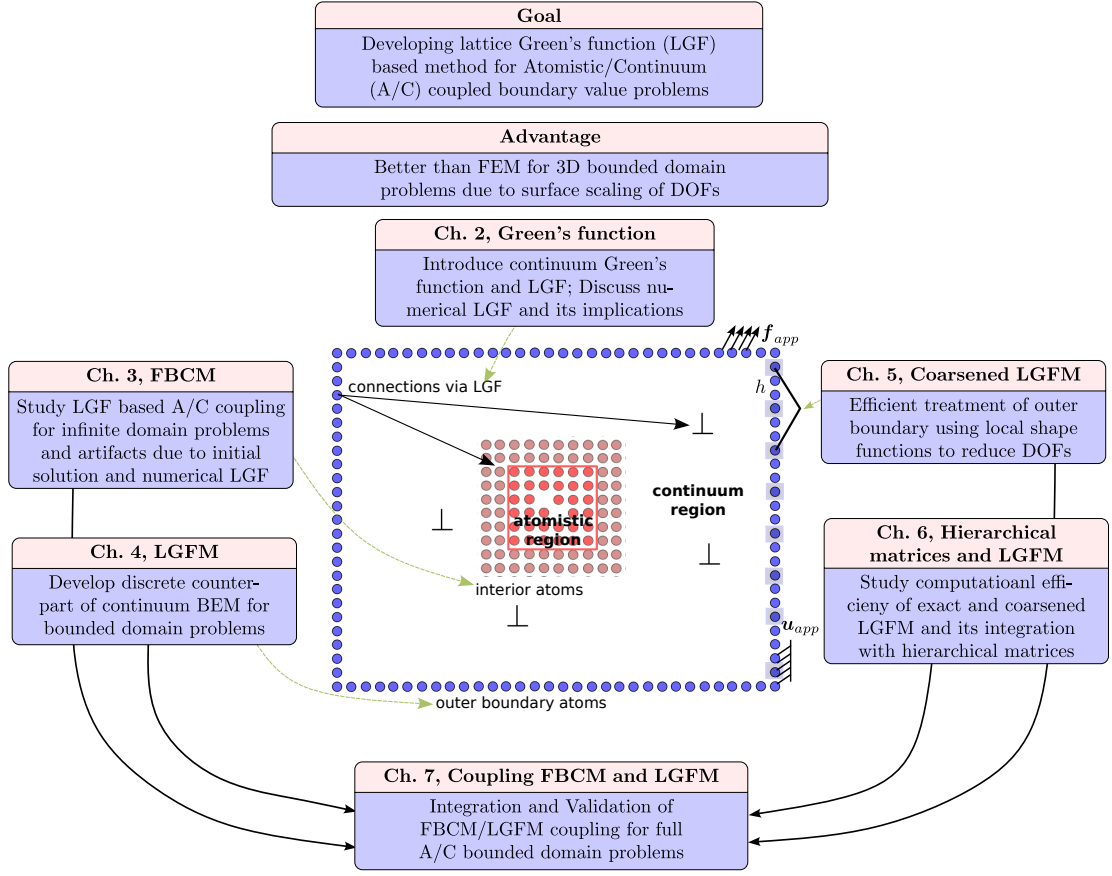 Goal
Developing lattice Green's function (LGF)
based method for Atomistic/Continuum
(A/C) coupled boundary value problems
Advantage
Better than FEM for 3D bounded domain
problems due to surface scaling of DOFs
Ch. 2, Green's function
Introduce continuum Green's
function and LGF; Discuss nu-
merical LGF and its implications
f_app
connections via LGF
h
Ch. 3, FBCM
Study LGF based A/C coupling
for infinite domain problems
and artifacts due to initial
solution and numerical LGF
Ch. 5, Coarsened LGFM
Efficient treatment of outer
boundary using local shape
functions to reduce DOFs
continuum
region
atomistic
region
Ch. 4, LGFM
Develop discrete counter-
part of continuum BEM for
bounded domain problems
Ch. 6, Hierarchical
matrices and LGFM
Study computatioanl effi-
cieny of exact and coarsened
LGFM and its integration
with hierarchical matrices
interior atoms
u_app
outer boundary atoms
Ch. 7, Coupling FBCM and LGFM
Integration and Validation of
FBCM/LGFM coupling for full
A/C bounded domain problems